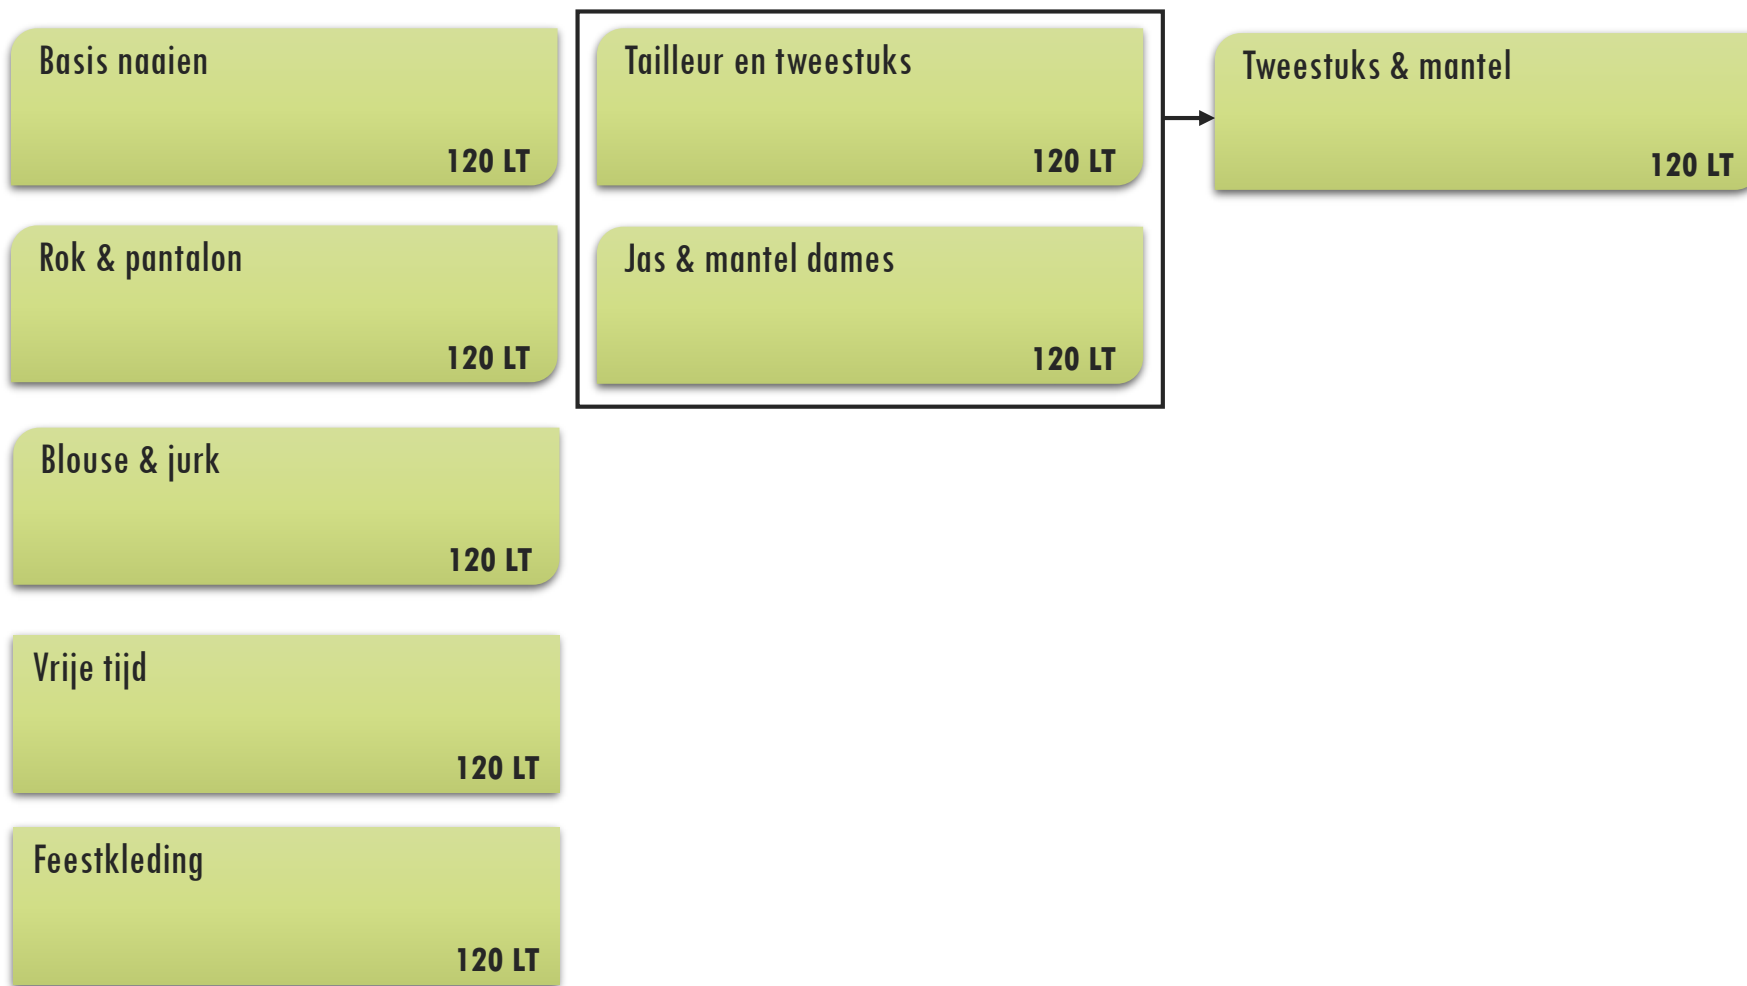 Basis naaien
120 LT
Rok & pantalon
120 LT
Blouse & jurk
120 LT
Vrije tijd
120 LT
Feestkleding
120 LT
Tailleur en tweestuks
120 LT
Jas & mantel dames
120 LT
Tweestuks & mantel
120 LT